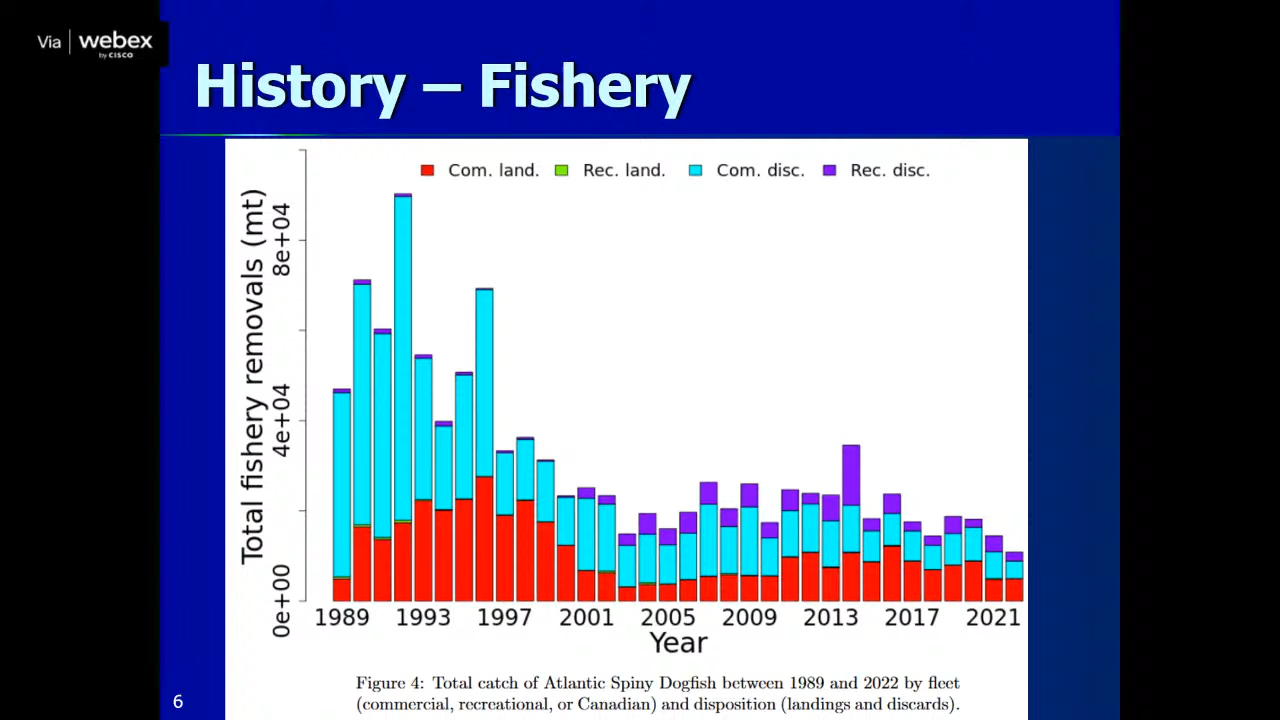 Via | webex
by CISCO
History – Fishery
Com. land. Rec. land. Com. disc. Rec. disc.
Total fishery removals (mt)
8e+04
4e+04
0e+00
1989 1993 1997 2001 2005 2009 2013 2017 2021
Year
Figure 4: Total catch of Atlantic Spiny Dogfish between 1989 and 2022 by fleet
(commercial, recreational, or Canadian) and disposition (landings and discards).
6